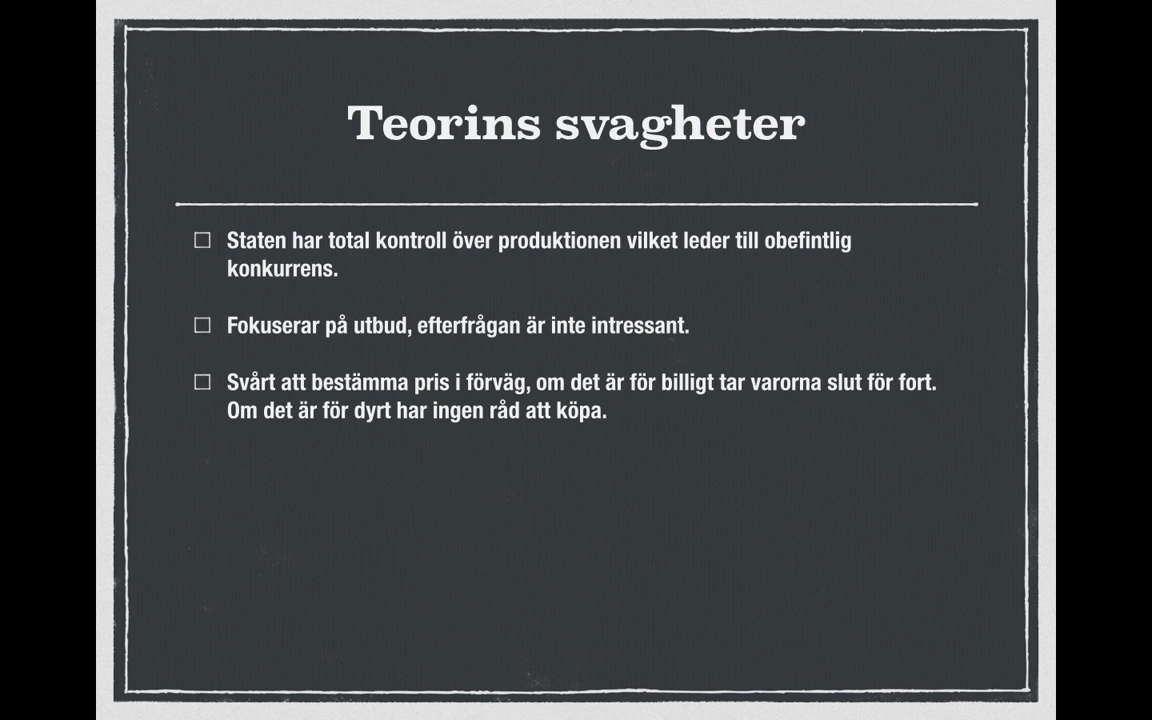 Teorins svagheter
Staten har total kontroll över produktionen vilket leder till obefintlig
konkurrens.
Fokuserar på utbud, efterfrågan är inte intressant.
Svårt att bestämma pris i förväg, om det är för billigt tar varorna slut för fort.
Om det är för dyrt har ingen råd att köpa.